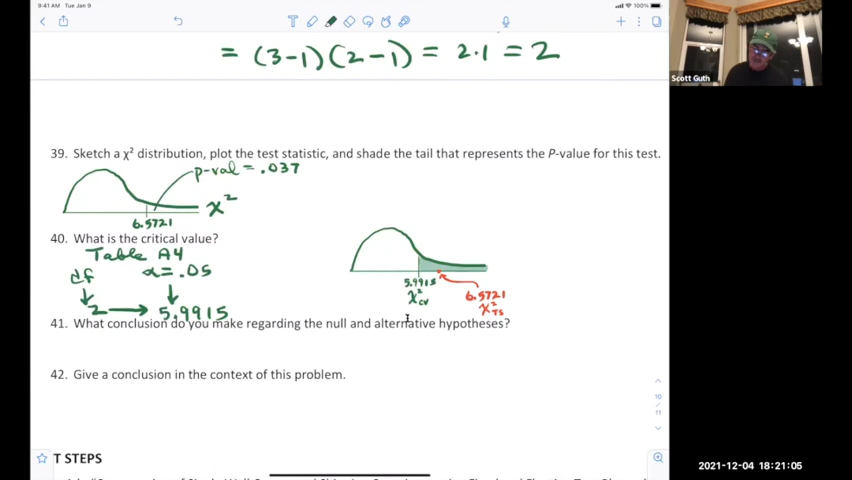 9:41 AM Tue Jan 9
100%
= (3-1)(2-1) = 2·1 = 2
Scott Guth
39. Sketch a χ² distribution, plot the test statistic, and shade the tail that represents the P-value for this test.
p-val = .037
χ²
6.5721
40. What is the critical value?
Table A4
df α = .05
2 → 5.9915
5.9915
χ²CV
6.5721
χ²TS
41. What conclusion do you make regarding the null and alternative hypotheses?
42. Give a conclusion in the context of this problem.
10
/
11
T STEPS
2021-12-04 18:21:05